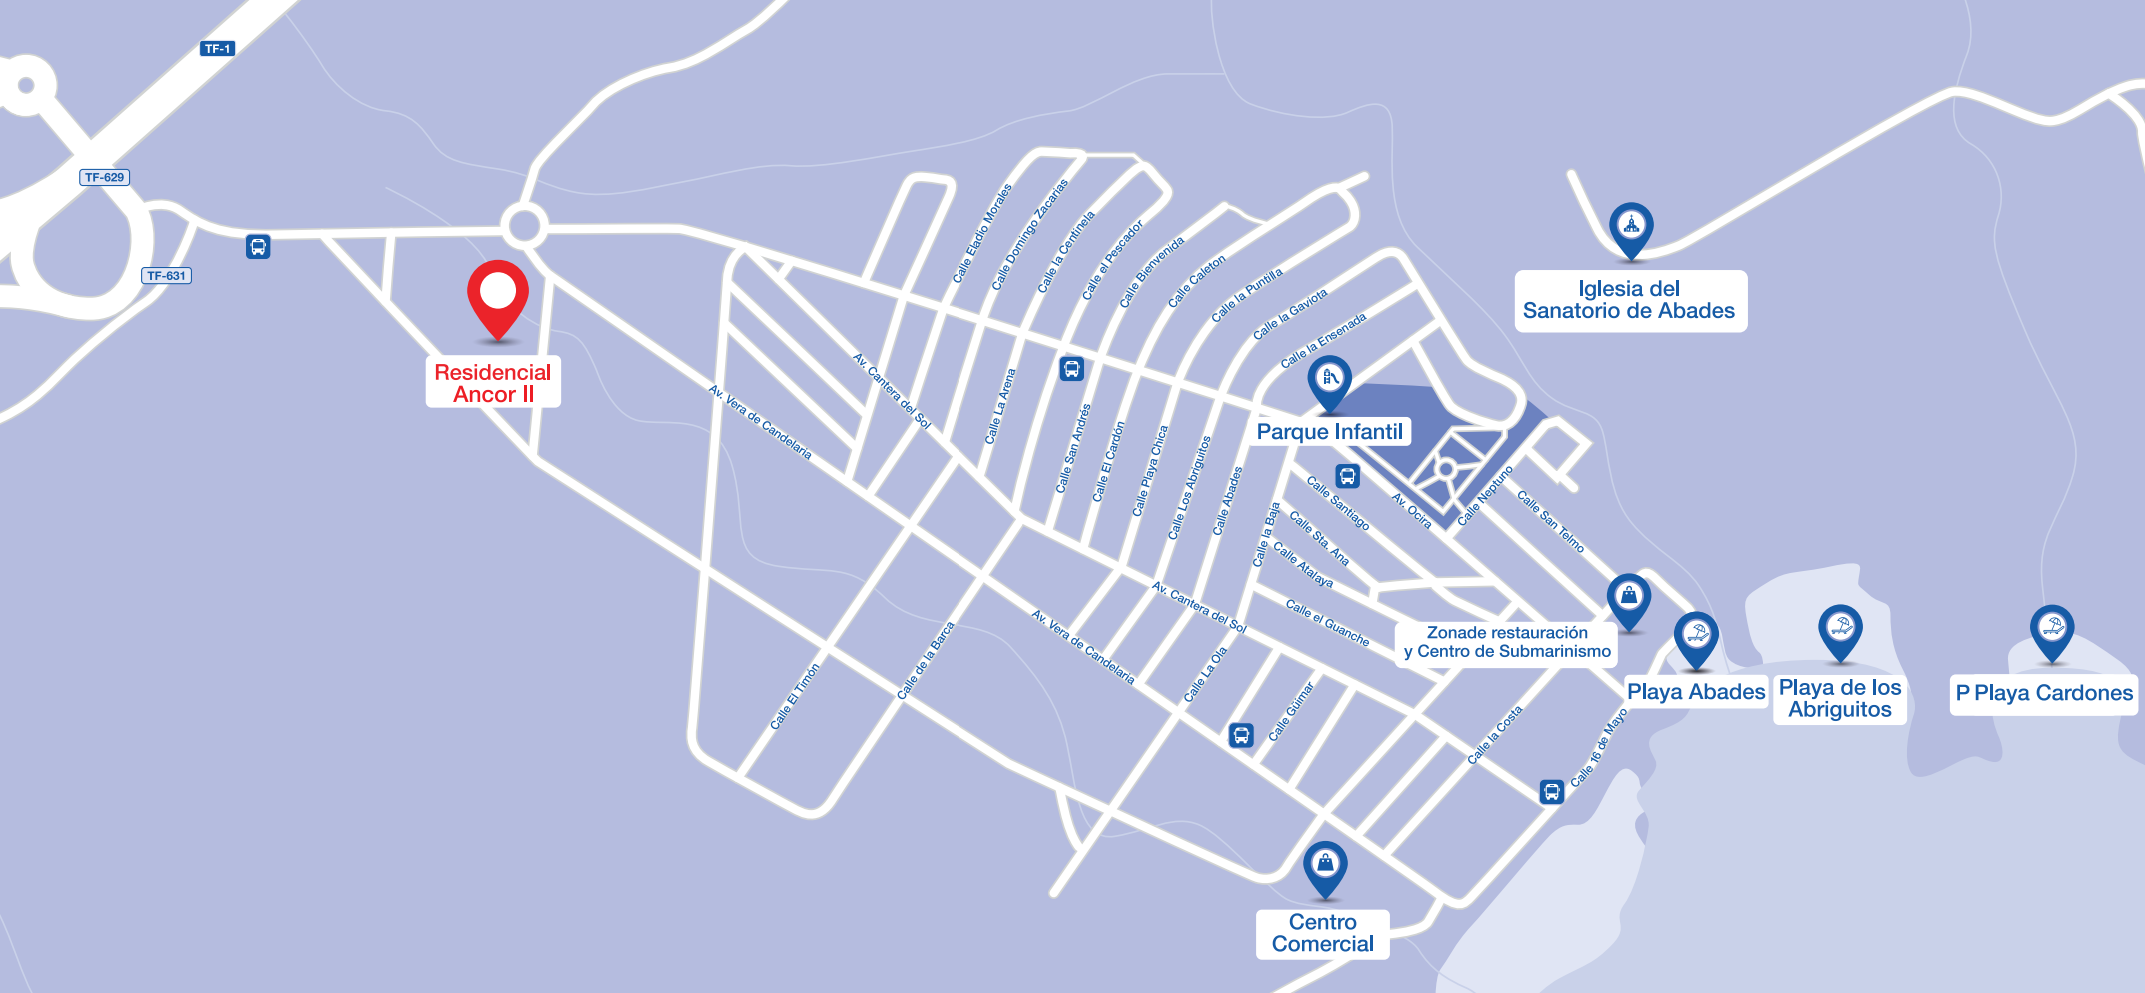 TF-1
TF-629
TF-631
Residencial
Ancor II
Iglesia del
Sanatorio de Abades
Calle Eladio Morales
Calle Domingo Zacarias
Calle la Centinela
Calle el Pescador
Calle Bienvenida
Calle Caleton
Calle la Puntilla
Calle la Gaviota
Calle la Ensenada
Parque Infantil
Av. Cantera del Sol
Av. Vera de Candelaria
Calle La Arena
Calle San Andrés
Calle El Cardón
Calle Playa Chica
Calle Los Abriguitos
Calle Abades
Calle la Baja
Calle Santiago
Calle Sta. Ana
Calle Atalaya
Calle el Guanche
Av. Ocira
Calle Neptuno
Calle San Telmo
Av. Cantera del Sol
Av. Vera de Candelaria
Calle El Timón
Calle de la Barca
Calle La Ola
Calle Güimar
Calle la Costa
Calle 16 de Mayo
Zonade restauración
y Centro de Submarinismo
Playa Abades
Playa de los
Abriguitos
P Playa Cardones
Centro
Comercial